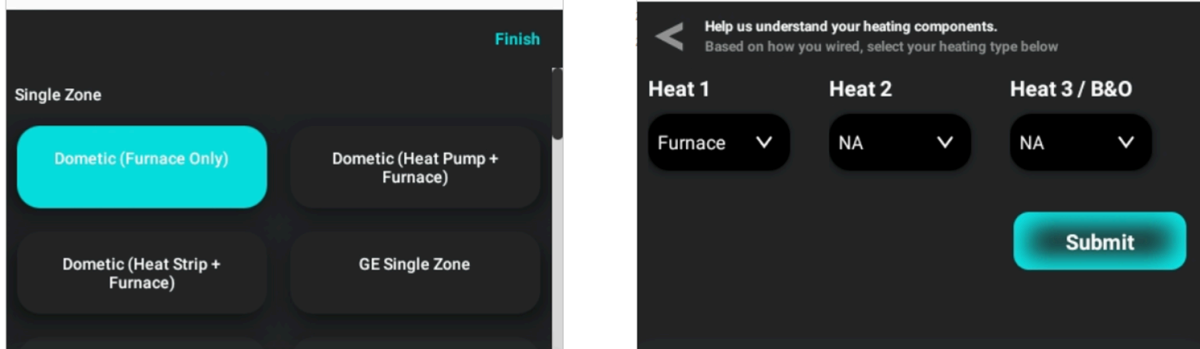 Finish
Single Zone
Dometic (Furnace Only)
Dometic (Heat Pump +
Furnace)
Dometic (Heat Strip +
Furnace)
GE Single Zone
Help us understand your heating components.
Based on how you wired, select your heating type below
Heat 1
Heat 2
Heat 3 / B&O
Furnace
NA
NA
Submit